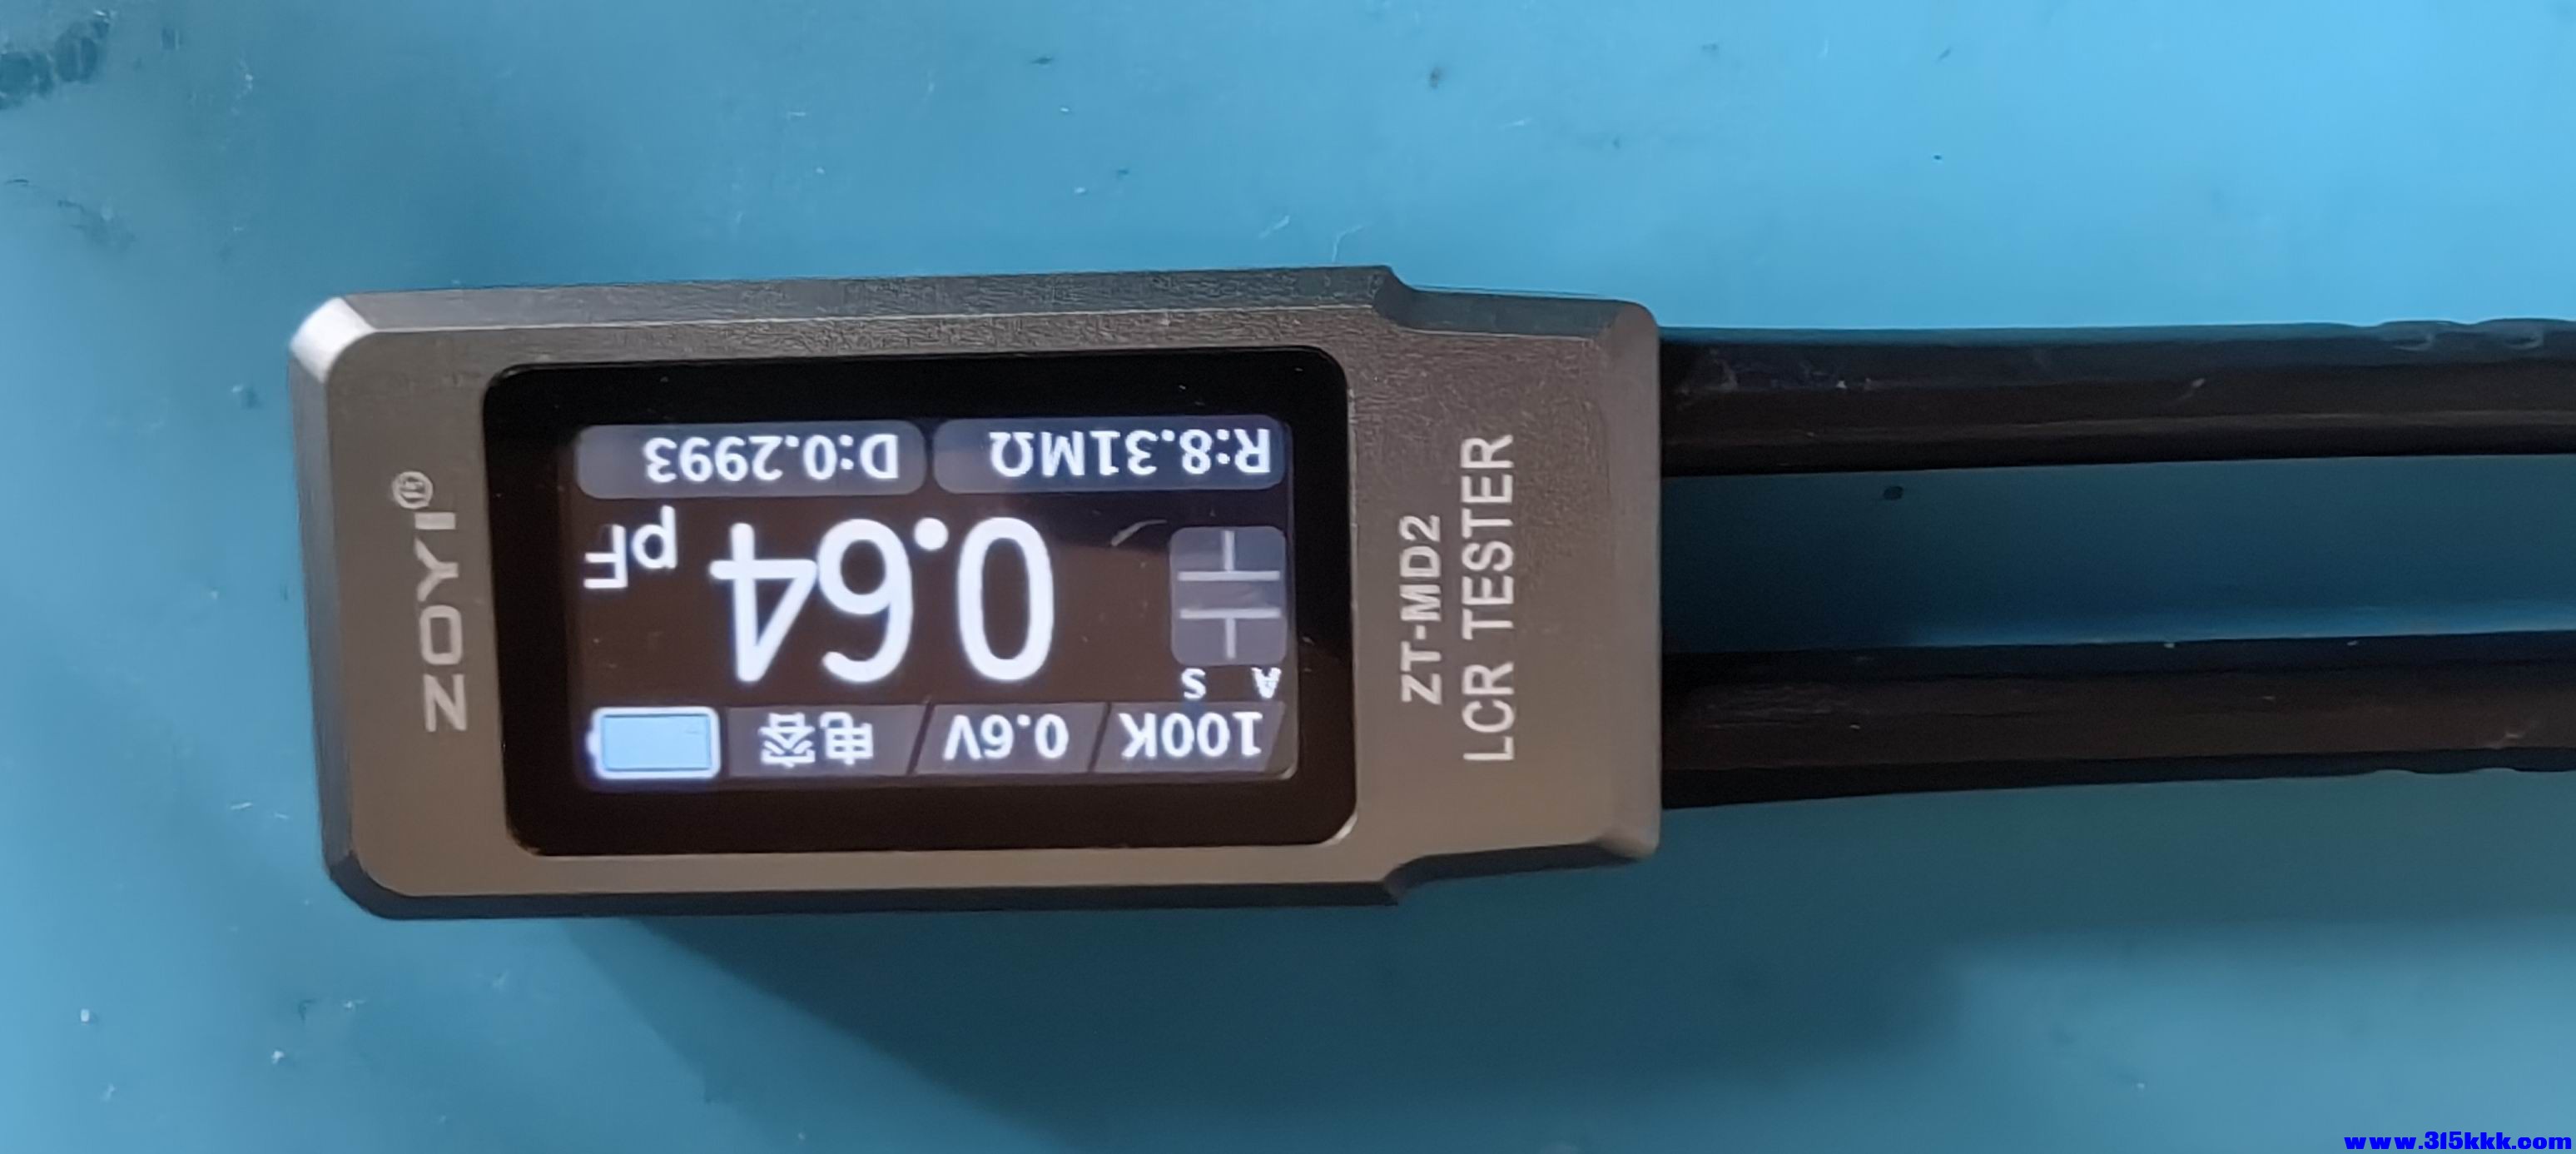 100K 0.6V 电容
A S
0.64 pF
R:8.31MΩ D:0.2993
ZOYI®
ZT-MD2
LCR TESTER
www.315kkk.com